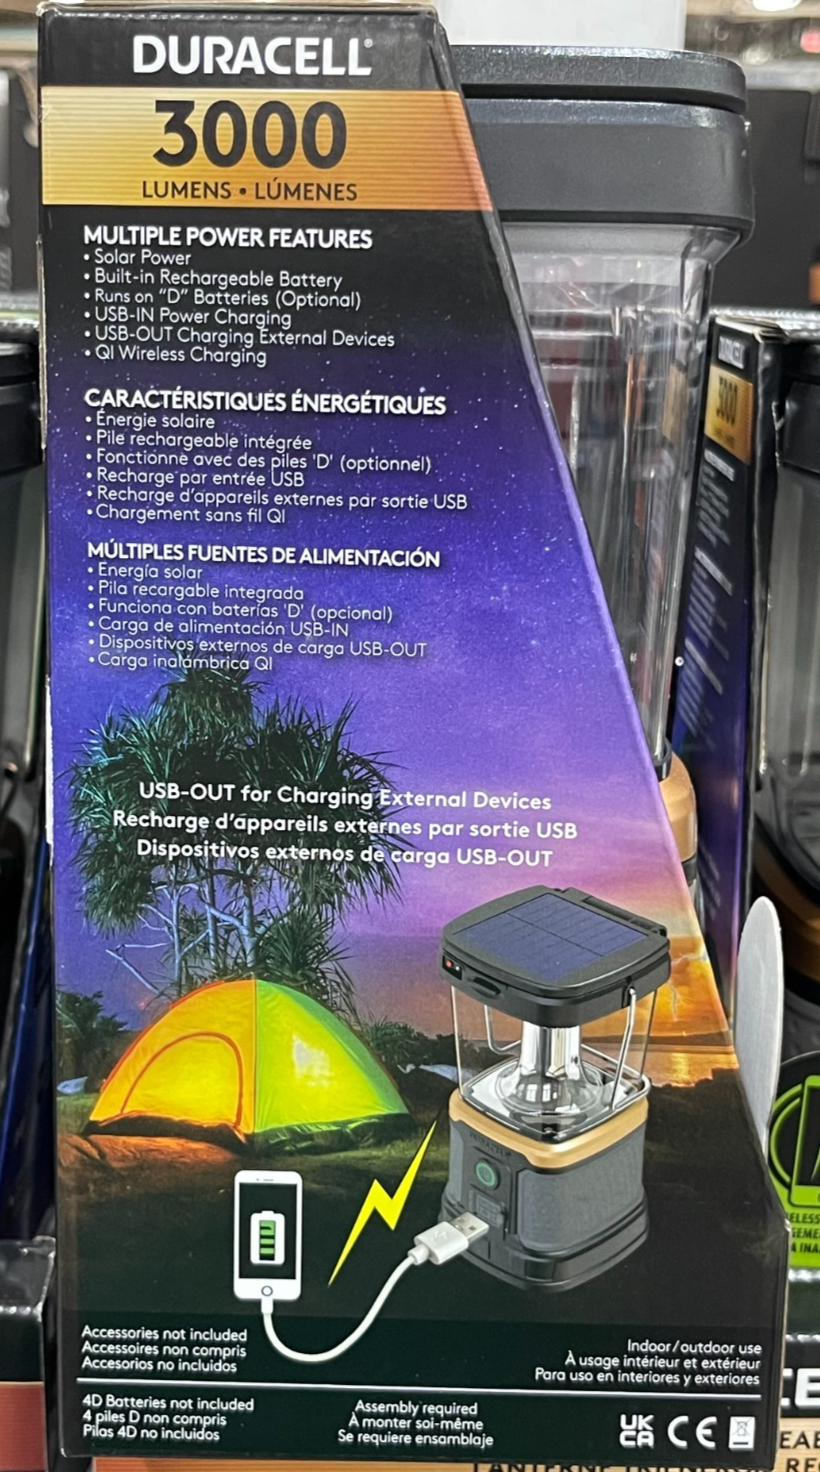 DURACELL®
3000
LUMENS • LÚMENES
MULTIPLE POWER FEATURES
• Solar Power
• Built-in Rechargeable Battery
• Runs on “D” Batteries (Optional)
• USB-IN Power Charging
• USB-OUT Charging External Devices
• QI Wireless Charging
CARACTÉRISTIQUES ÉNERGÉTIQUES
• Énergie solaire
• Pile rechargeable intégrée
• Fonctionne avec des piles 'D' (optionnel)
• Recharge par entrée USB
• Recharge d'appareils externes par sortie USB
• Chargement sans fil QI
MÚLTIPLES FUENTES DE ALIMENTACIÓN
• Energía solar
• Pila recargable integrada
• Funciona con baterías 'D' (opcional)
• Carga de alimentación USB-IN
• Dispositivos externos de carga USB-OUT
• Carga inalámbrica QI
USB-OUT for Charging External Devices
Recharge d'appareils externes par sortie USB
Dispositivos externos de carga USB-OUT
Accessories not included
Accessoires non compris
Accesorios no incluidos
Indoor/outdoor use
À usage intérieur et extérieur
Para uso en interiores y exteriores
4D Batteries not included
4 piles D non compris
Pilas 4D no incluidos
Assembly required
À monter soi-même
Se requiere ensamblaje
UK
CA
CE
3000